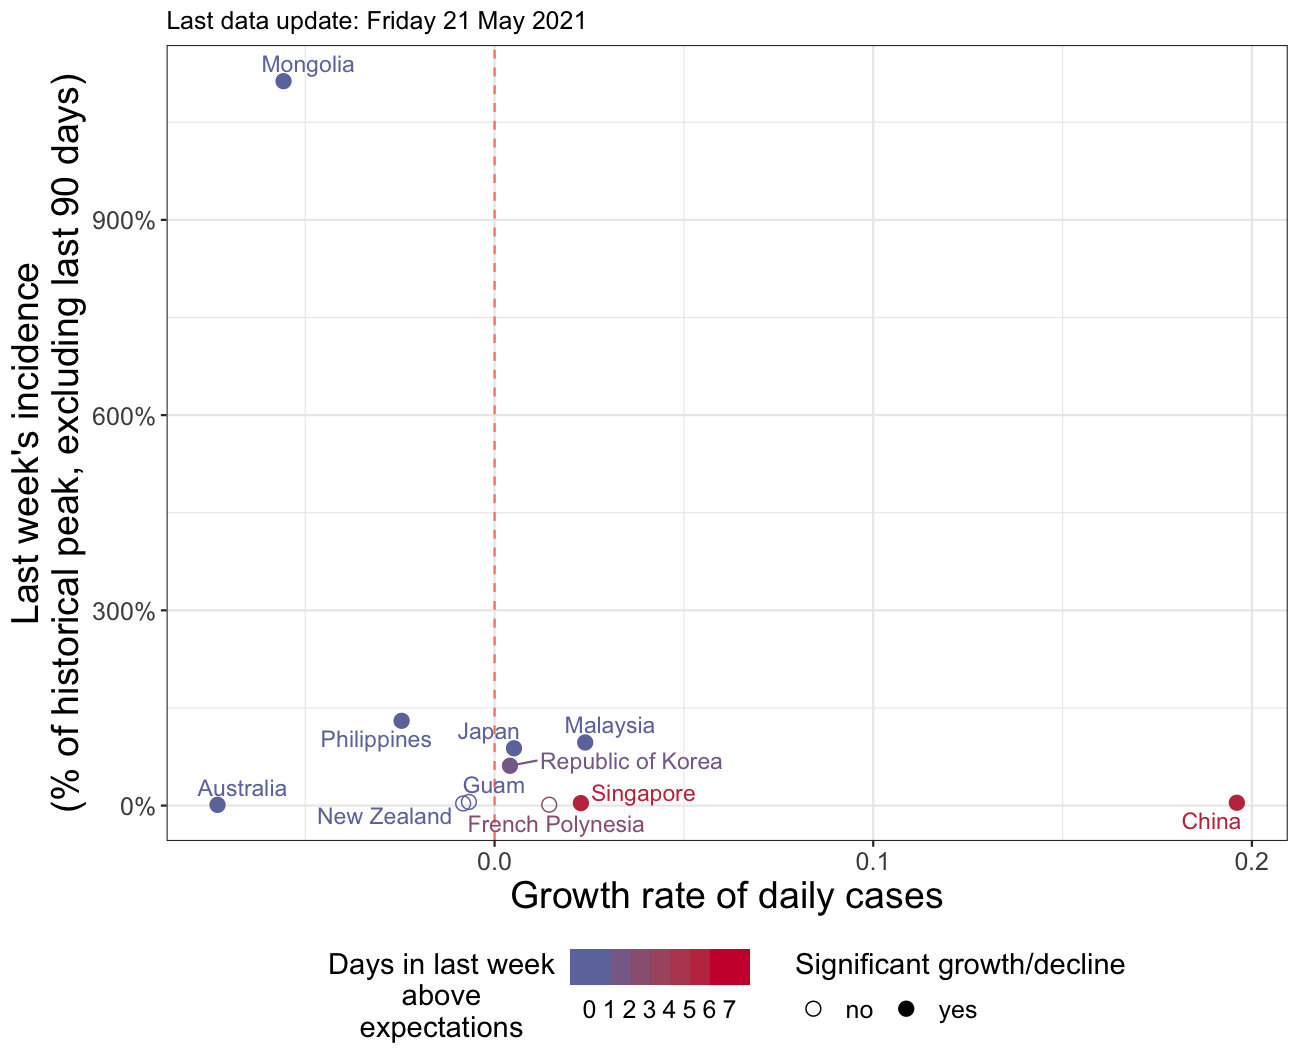 Last data update: Friday 21 May 2021
Last week's incidence
(% of historical peak, excluding last 90 days)
900%
600%
300%
0%
Mongolia
Philippines
Japan
Malaysia
Republic of Korea
Australia
Guam
Singapore
New Zealand
French Polynesia
China
0.0
0.1
0.2
Growth rate of daily cases
Days in last week
above
expectations
0 1 2 3 4 5 6 7
Significant growth/decline
no
yes